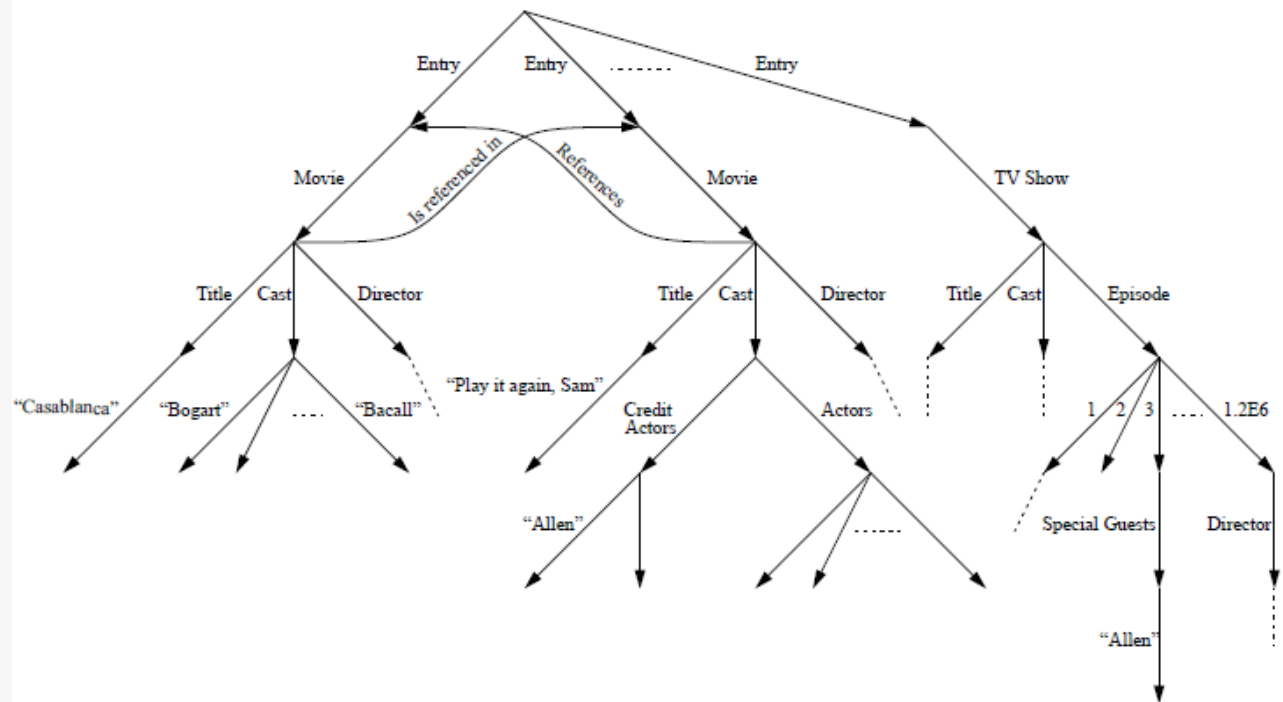 Entry Entry Entry
Is referenced in References
Movie Movie TV Show
Title Cast Director Title Cast Director Title Cast Episode
“Casablanca” “Bogart” “Bacall” “Play it again, Sam” Credit Actors Actors 1 2 3 1.2E6
“Allen” Special Guests Director
“Allen”